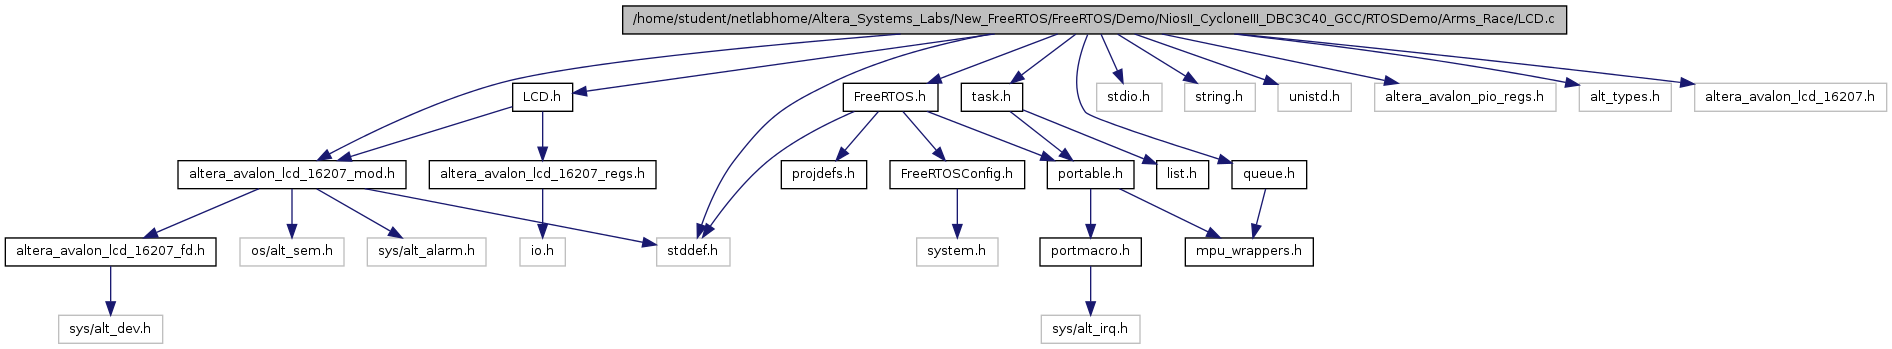 /home/student/netlabhome/Altera_Systems_Labs/New_FreeRTOS/FreeRTOS/Demo/NiosII_CycloneIII_DBC3C40_GCC/RTOSDemo/Arms_Race/LCD.c
LCD.h
FreeRTOS.h
task.h
stdio.h
string.h
unistd.h
altera_avalon_pio_regs.h
alt_types.h
altera_avalon_lcd_16207.h
altera_avalon_lcd_16207_mod.h
altera_avalon_lcd_16207_regs.h
projdefs.h
FreeRTOSConfig.h
portable.h
list.h
queue.h
altera_avalon_lcd_16207_fd.h
os/alt_sem.h
sys/alt_alarm.h
io.h
stddef.h
system.h
portmacro.h
mpu_wrappers.h
sys/alt_dev.h
sys/alt_irq.h